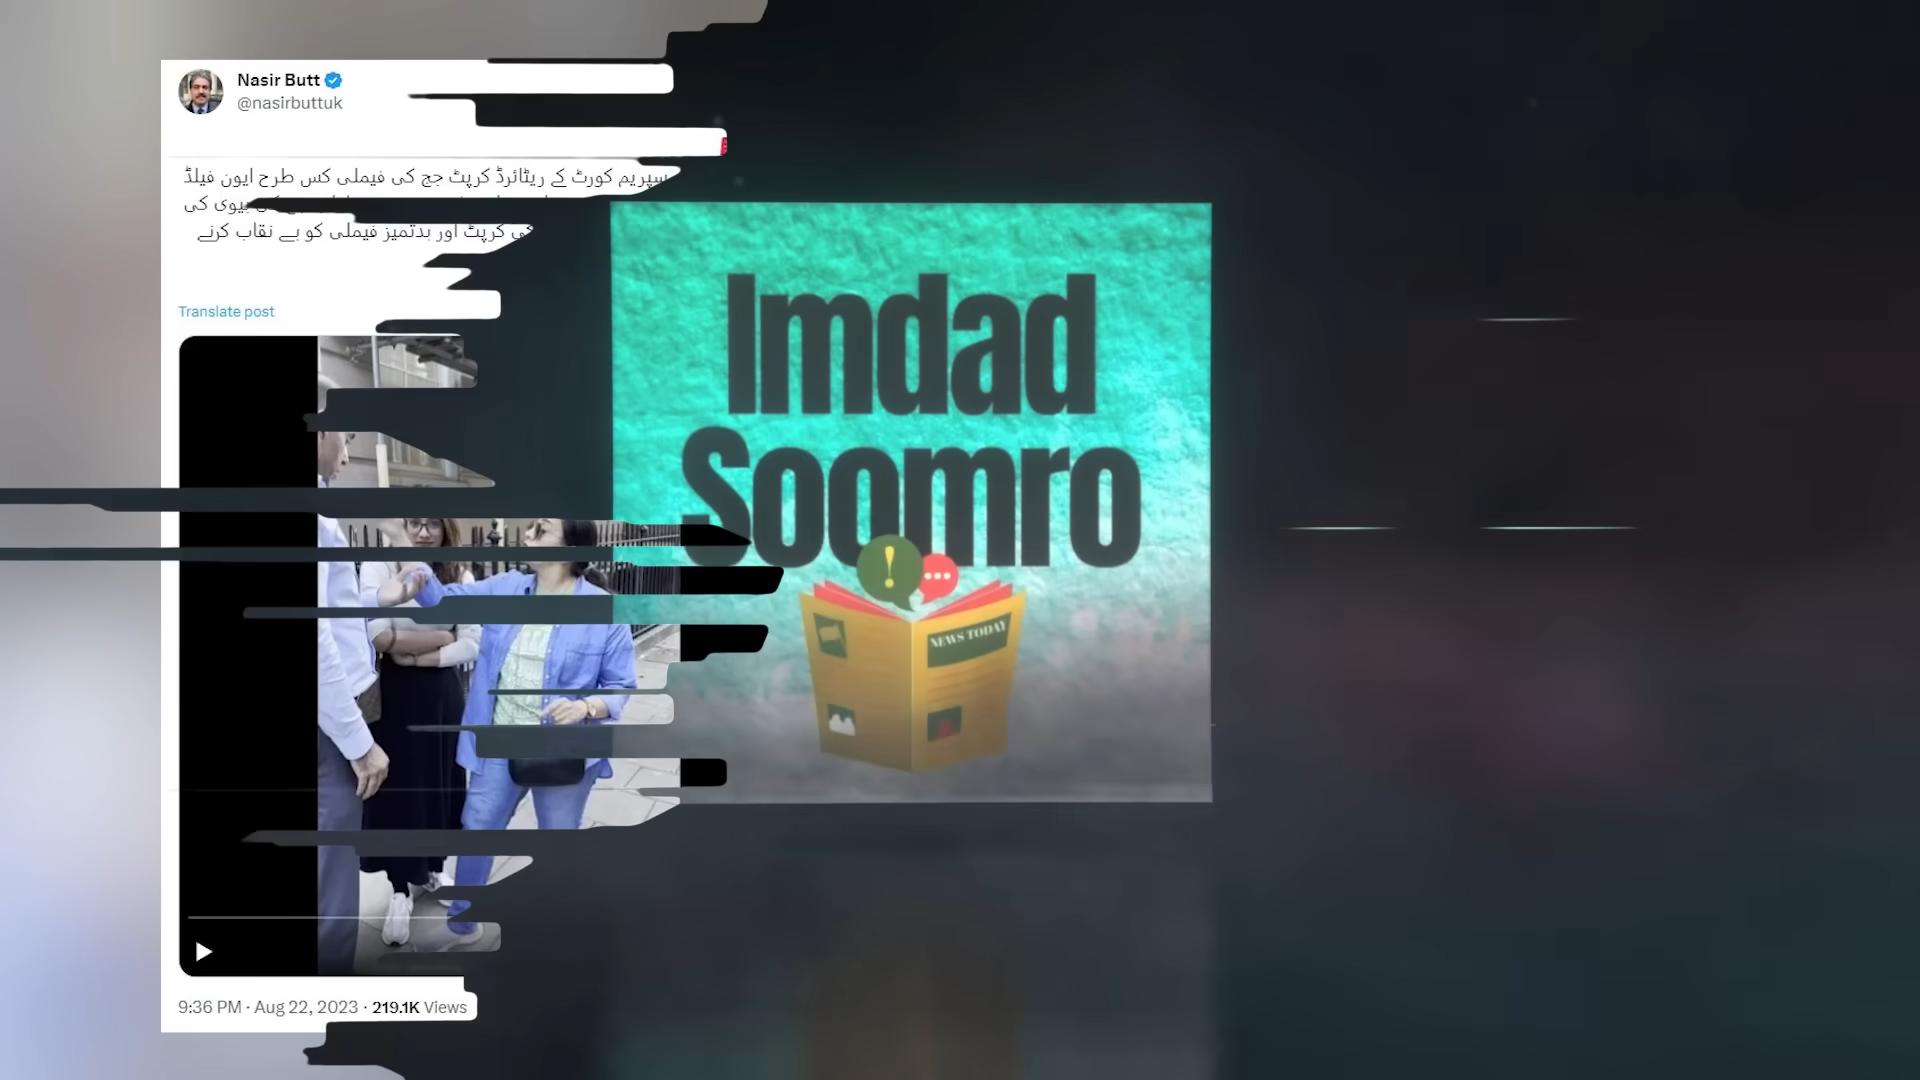 Nasir Butt
@nasirbuttuk
سپریم کورٹ کے ریٹائرڈ کرپٹ جج کی فیملی کس طرح ایون فیلڈ
بیوی کی
کی کرپٹ اور بدتمیز فیملی کو بے نقاب کرنے
Translate post
9:36 PM · Aug 22, 2023 · 219.1K Views
Imdad
Soomro
NEWS TODAY